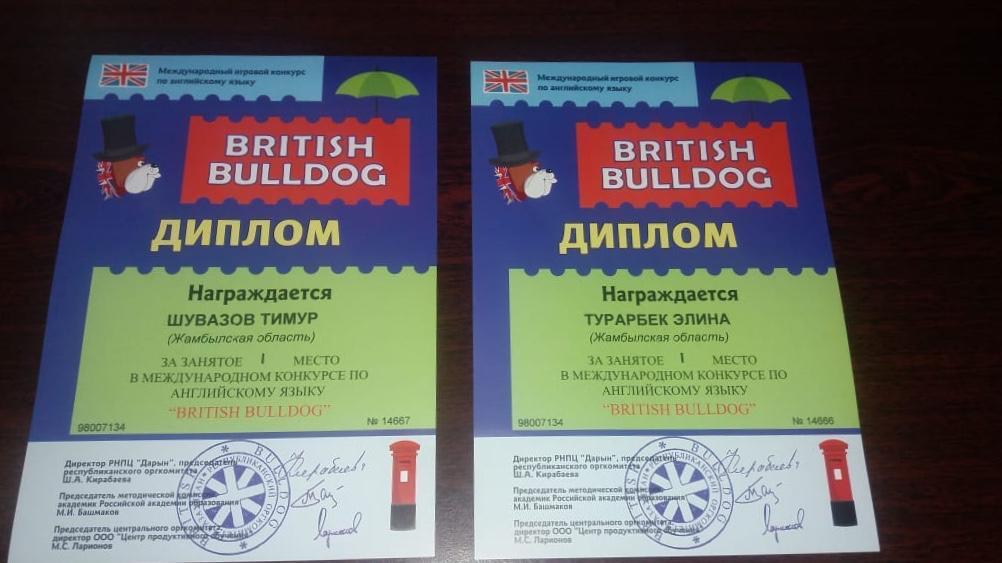 Международный игровой конкурс
по английскому языку
BRITISH
BULLDOG
ДИПЛОМ
Награждается
ШУВАЗОВ ТИМУР
(Жамбылская область)
ЗА ЗАНЯТОЕ I МЕСТО
В МЕЖДУНАРОДНОМ КОНКУРСЕ ПО
АНГЛИЙСКОМУ ЯЗЫКУ
"BRITISH BULLDOG"
98007134 № 14667
Директор РНПЦ "Дарын", председатель
республиканского оргкомитета
Ш.А. Кирабаева
Председатель методической комиссии,
академик Российской академии образования
М.И. Башмаков
Председатель центрального оргкомитета,
директор ООО "Центр продуктивного обучения"
М.С. Ларионов
Международный игровой конкурс
по английскому языку
BRITISH
BULLDOG
ДИПЛОМ
Награждается
ТУРАРБЕК ЭЛИНА
(Жамбылская область)
ЗА ЗАНЯТОЕ I МЕСТО
В МЕЖДУНАРОДНОМ КОНКУРСЕ ПО
АНГЛИЙСКОМУ ЯЗЫКУ
"BRITISH BULLDOG"
98007134 № 14666
Директор РНПЦ "Дарын", председатель
республиканского оргкомитета
Ш.А. Кирабаева
Председатель методической комиссии,
академик Российской академии образования
М.И. Башмаков
Председатель центрального оргкомитета,
директор ООО "Центр продуктивного обучения"
М.С. Ларионов